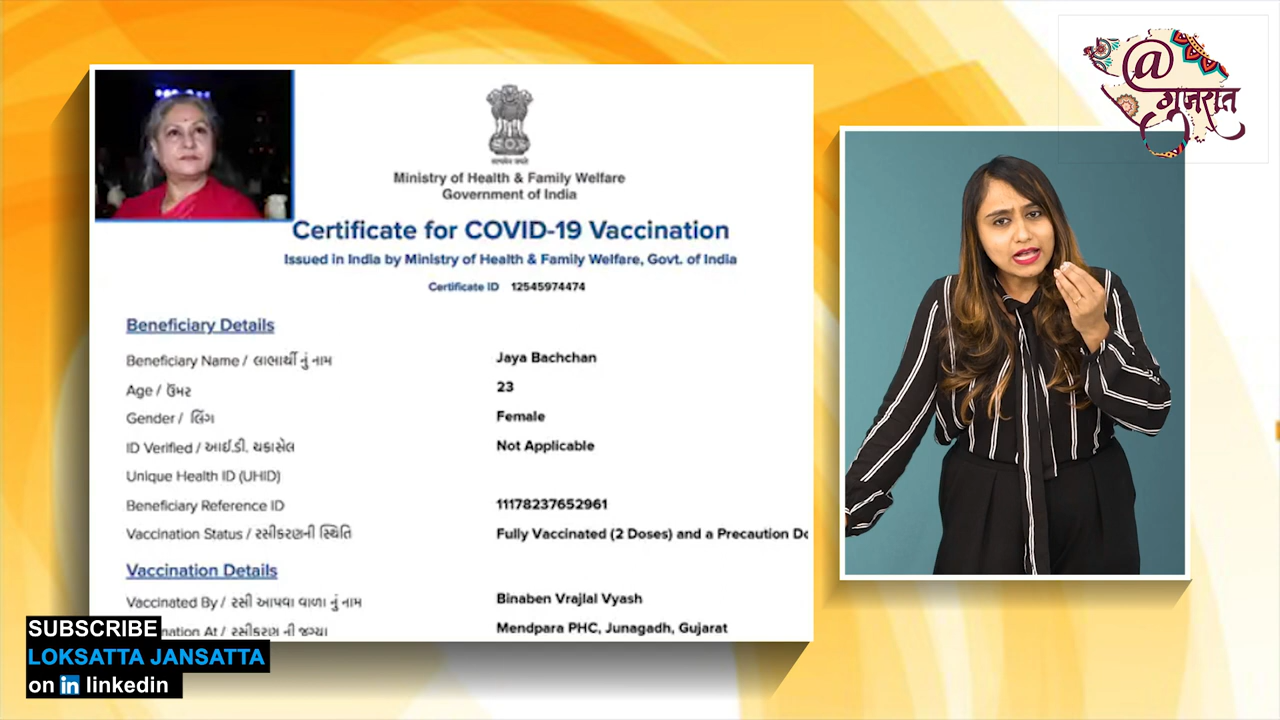 @
गुजरात
Ministry of Health & Family Welfare
Government of India
Certificate for COVID-19 Vaccination
Issued in India by Ministry of Health & Family Welfare, Govt. of India
Certificate ID 12545974474
Beneficiary Details
Beneficiary Name / લાભાર્થી નું નામ Jaya Bachchan
Age / ઉંમર 23
Gender / લિંગ Female
ID Verified / આઈ.ડી. ચકાસેલ Not Applicable
Unique Health ID (UHID)
Beneficiary Reference ID 11178237652961
Vaccination Status / રસીકરણની સ્થિતિ Fully Vaccinated (2 Doses) and a Precaution Do
Vaccination Details
Vaccinated By / રસી આપવા વાળા નું નામ Binaben Vrajlal Vyash
nation At / રસીકરણ ની જગ્યા Mendpara PHC, Junagadh, Gujarat
SUBSCRIBE
LOKSATTA JANSATTA
on in linkedin